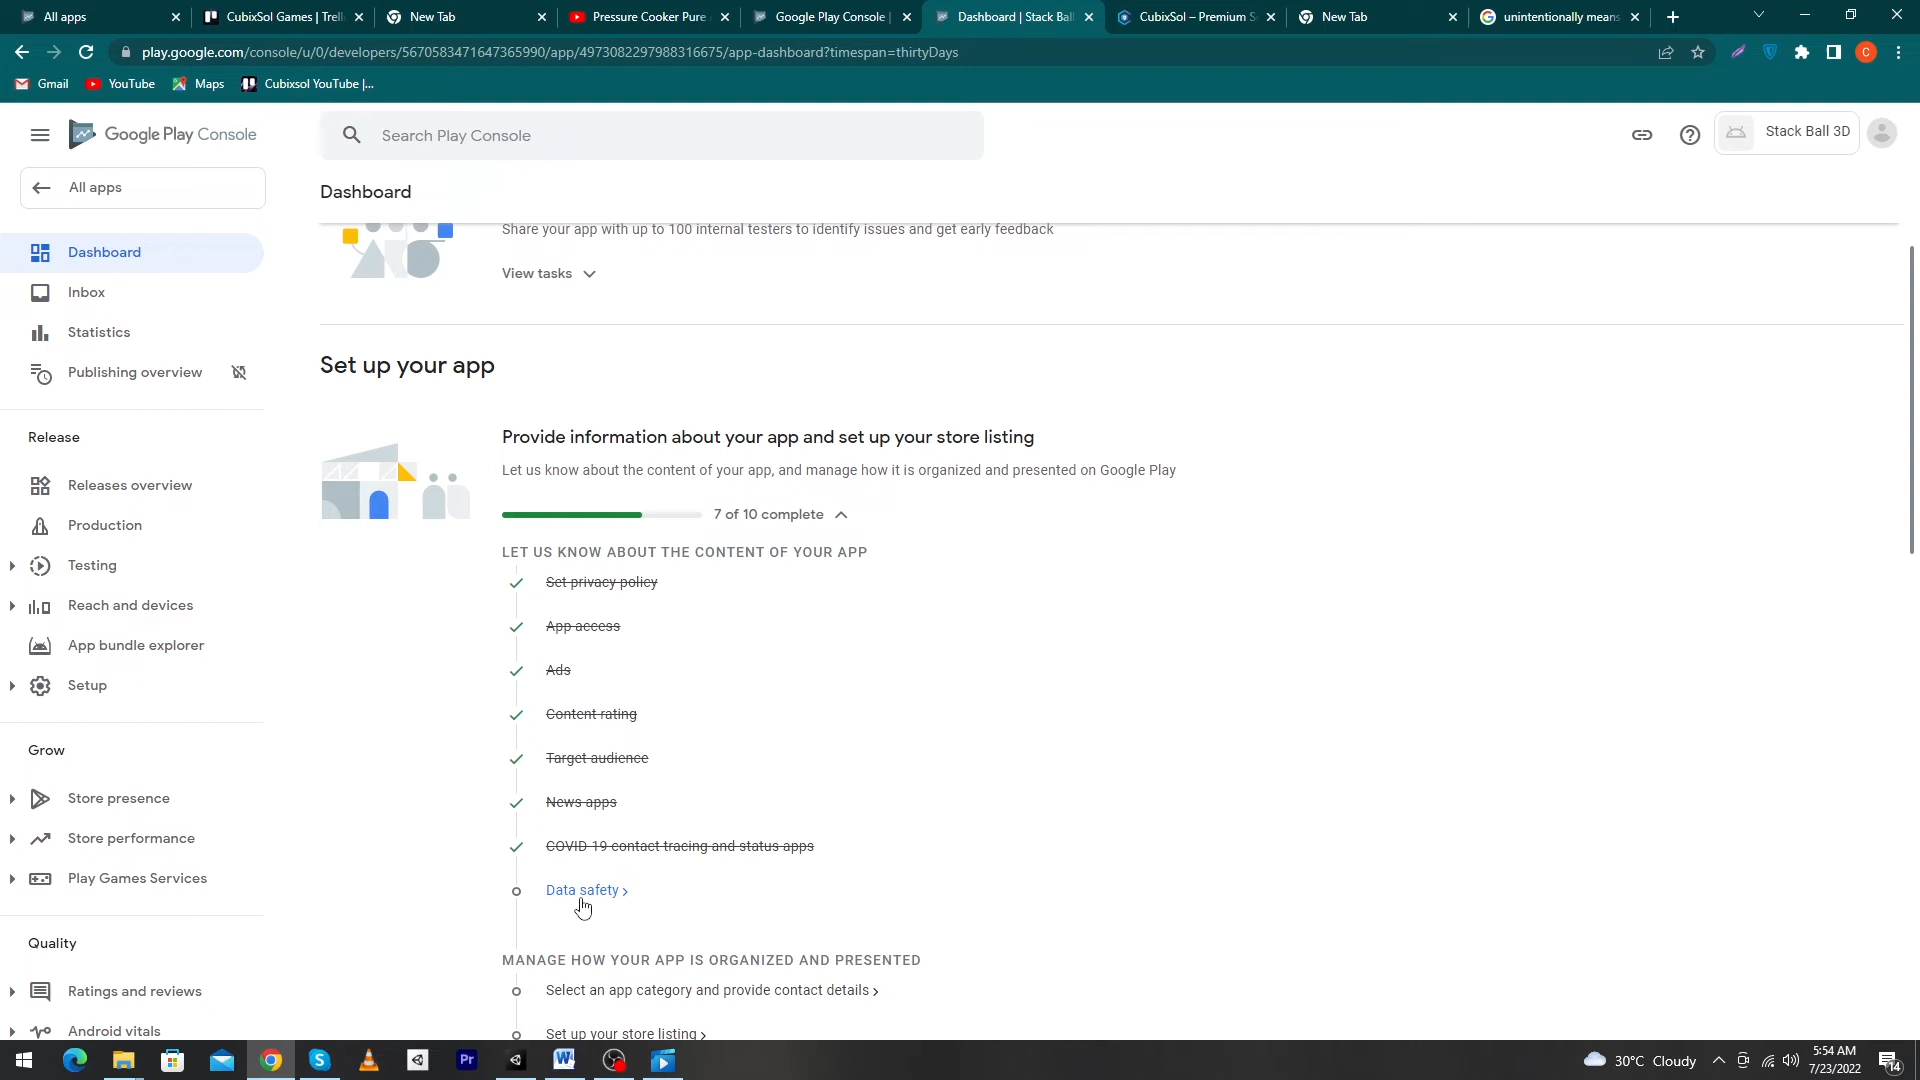 All apps
CubixSol Games | Trell
New Tab
Pressure Cooker Pure
Google Play Console |
Dashboard | Stack Ball
CubixSol – Premium S
New Tab
unintentionally means
play.google.com/console/u/0/developers/5670583471647365990/app/4973082297988316675/app-dashboard?timespan=thirtyDays
C
Gmail
YouTube
Maps
Cubixsol YouTube |...
Google Play Console
Search Play Console
Stack Ball 3D
All apps
Dashboard
Dashboard
Inbox
Statistics
Publishing overview
Release
Releases overview
Production
Testing
Reach and devices
App bundle explorer
Setup
Grow
Store presence
Store performance
Play Games Services
Quality
Ratings and reviews
Android vitals
Share your app with up to 100 internal testers to identify issues and get early feedback
View tasks
Set up your app
Provide information about your app and set up your store listing
Let us know about the content of your app, and manage how it is organized and presented on Google Play
7 of 10 complete
LET US KNOW ABOUT THE CONTENT OF YOUR APP
Set privacy policy
App access
Ads
Content rating
Target audience
News apps
COVID-19 contact tracing and status apps
Data safety
MANAGE HOW YOUR APP IS ORGANIZED AND PRESENTED
Select an app category and provide contact details
Set up your store listing
30°C Cloudy
5:54 AM
7/23/2022
14